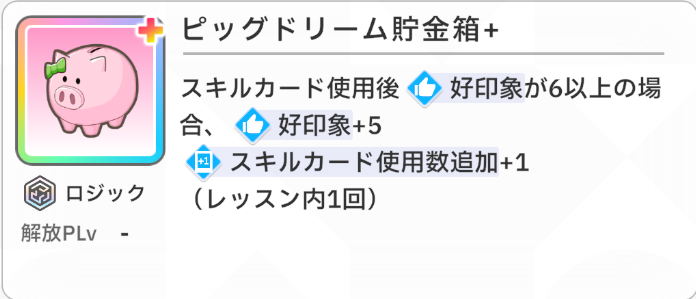 ピッグドリーム貯金箱+
スキルカード使用後 好印象が6以上の場
合、 好印象+5
+1 スキルカード使用数追加+1
（レッスン内1回）
ロジック
解放PLv -